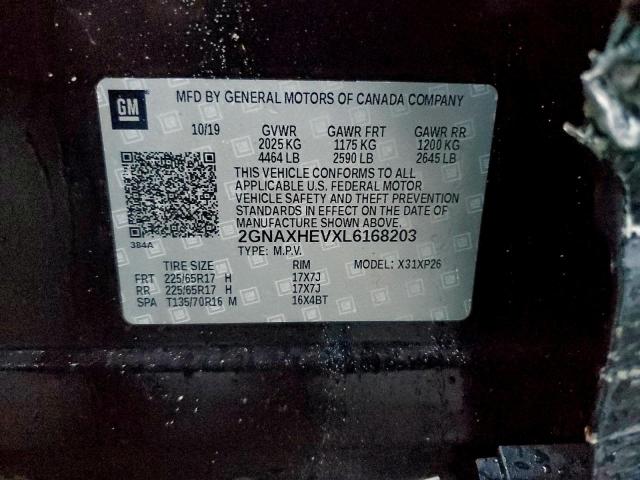 GM
MFD BY GENERAL MOTORS OF CANADA COMPANY
10/19 GVWR GAWR FRT GAWR RR
2025 KG 1175 KG 1200 KG
4464 LB 2590 LB 2645 LB
THIS VEHICLE CONFORMS TO ALL
APPLICABLE U.S. FEDERAL MOTOR
VEHICLE SAFETY AND THEFT PREVENTION
STANDARDS IN EFFECT ON THE DATE OF
MANUFACTURE SHOWN ABOVE.
2GNAXHEVXL6168203
384A TYPE: M.P.V.
TIRE SIZE RIM MODEL: X31XP26
FRT 225/65R17 H 17X7J
RR 225/65R17 H 17X7J
SPA T135/70R16 M 16X4BT